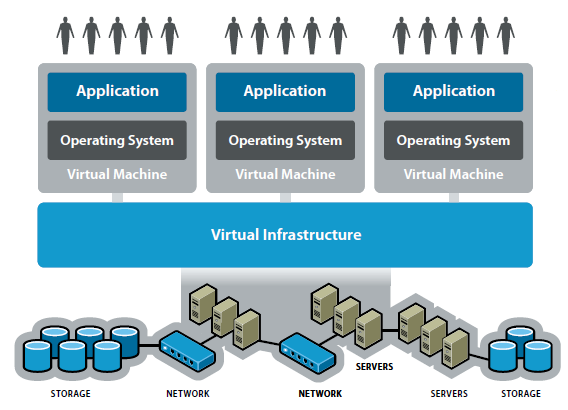 Application
Operating System
Virtual Machine
Application
Operating System
Virtual Machine
Application
Operating System
Virtual Machine
Virtual Infrastructure
STORAGE
NETWORK
NETWORK
SERVERS
SERVERS
STORAGE